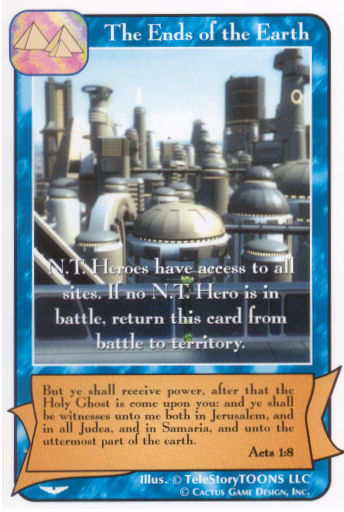 The Ends of the Earth
N.T. Heroes have access to all
sites. If no N.T. Hero is in
battle, return this card from
battle to territory.
But ye shall receive power, after that the
Holy Ghost is come upon you: and ye shall
be witnesses unto me both in Jerusalem, and
in all Judea, and in Samaria, and unto the
uttermost part of the earth.
Acts 1:8
Illus. © TeleStoryTOONS LLC
© Cactus Game Design, Inc.